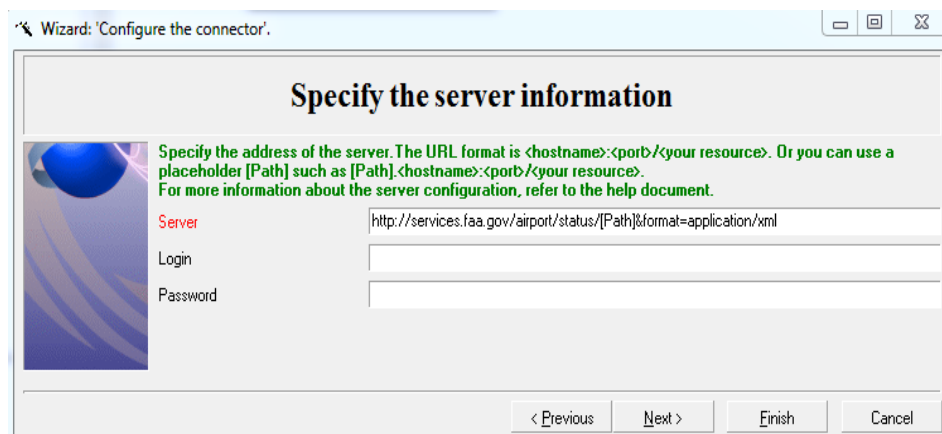 Wizard: 'Configure the connector'.
Specify the server information
Specify the address of the server.The URL format is <hostname>:<port>/<your resource>. Or you can use a
placeholder [Path] such as [Path].<hostname>:<port>/<your resource>.
For more information about the server configuration, refer to the help document.
Server http://services.faa.gov/airport/status/[Path]&format=application/xml
Login
Password
< Previous Next > Finish Cancel